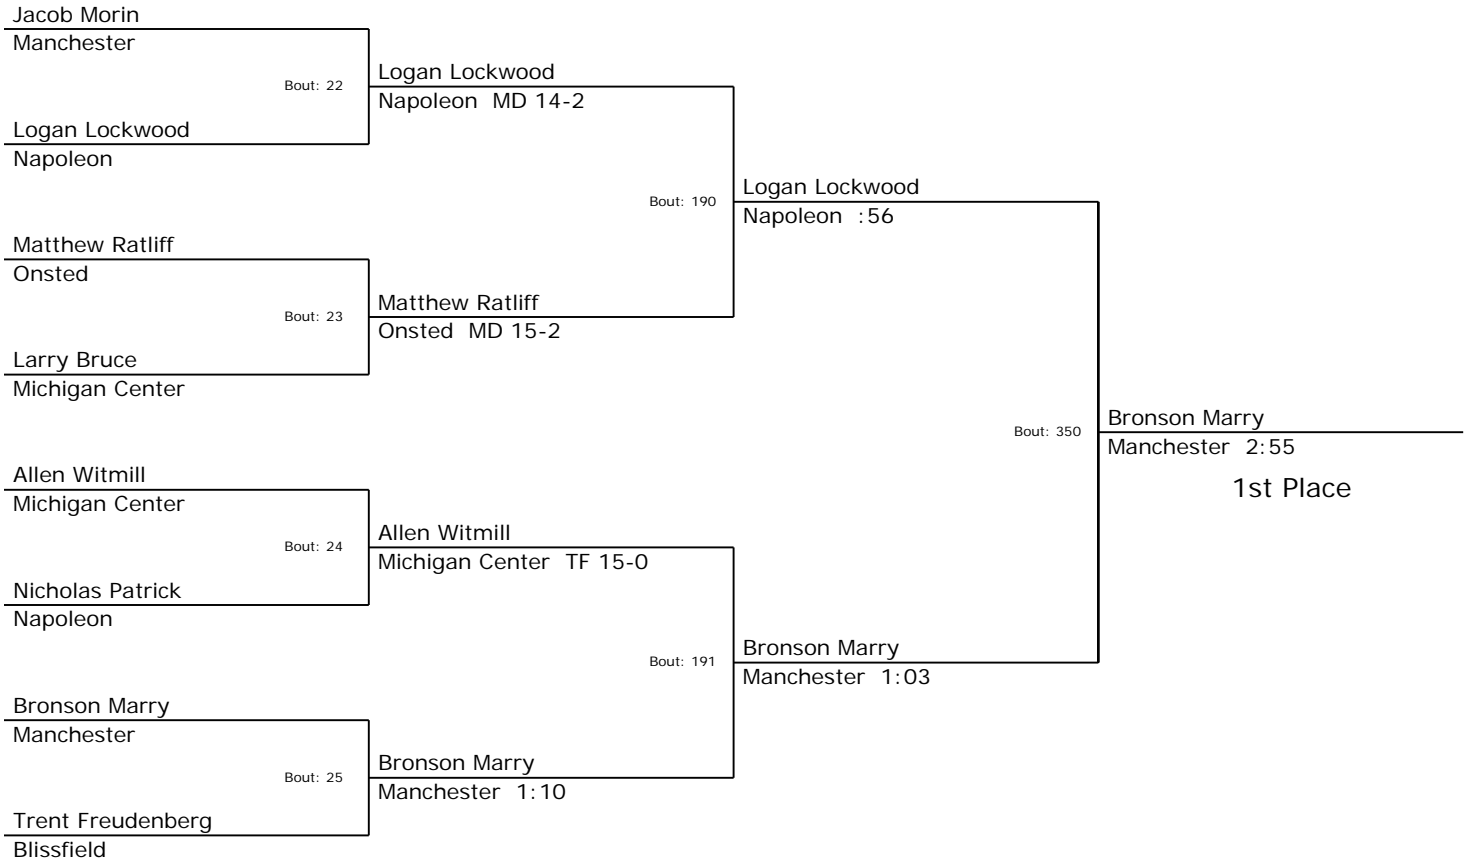 Jacob Morin
Manchester
Bout: 22
Logan Lockwood
Napoleon
Logan Lockwood
Napoleon  MD 14-2
Matthew Ratliff
Onsted
Bout: 23
Larry Bruce
Michigan Center
Matthew Ratliff
Onsted  MD 15-2
Bout: 190
Logan Lockwood
Napoleon  :56
Allen Witmill
Michigan Center
Bout: 24
Nicholas Patrick
Napoleon
Allen Witmill
Michigan Center  TF 15-0
Bronson Marry
Manchester
Bout: 25
Trent Freudenberg
Blissfield
Bronson Marry
Manchester  1:10
Bout: 191
Bronson Marry
Manchester  1:03
Bout: 350
Bronson Marry
Manchester  2:55
1st Place